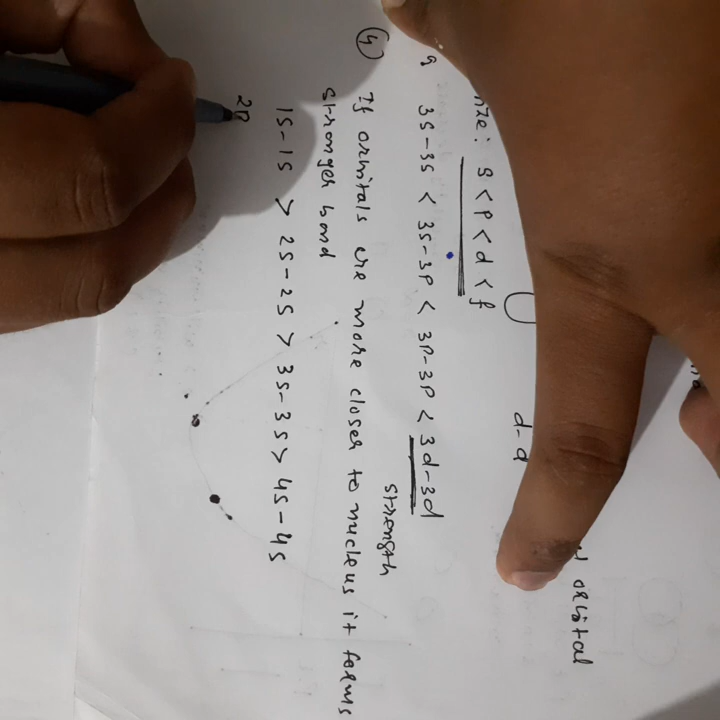 orbital
d-d
: s < p < d < f
3s-3s < 3s-3p < 3p-3p < 3d-3d
strength
④ If orbitals are more closer to nucleus it forms
stronger bond
1s-1s > 2s-2s > 3s-3s > 4s-4s
2p